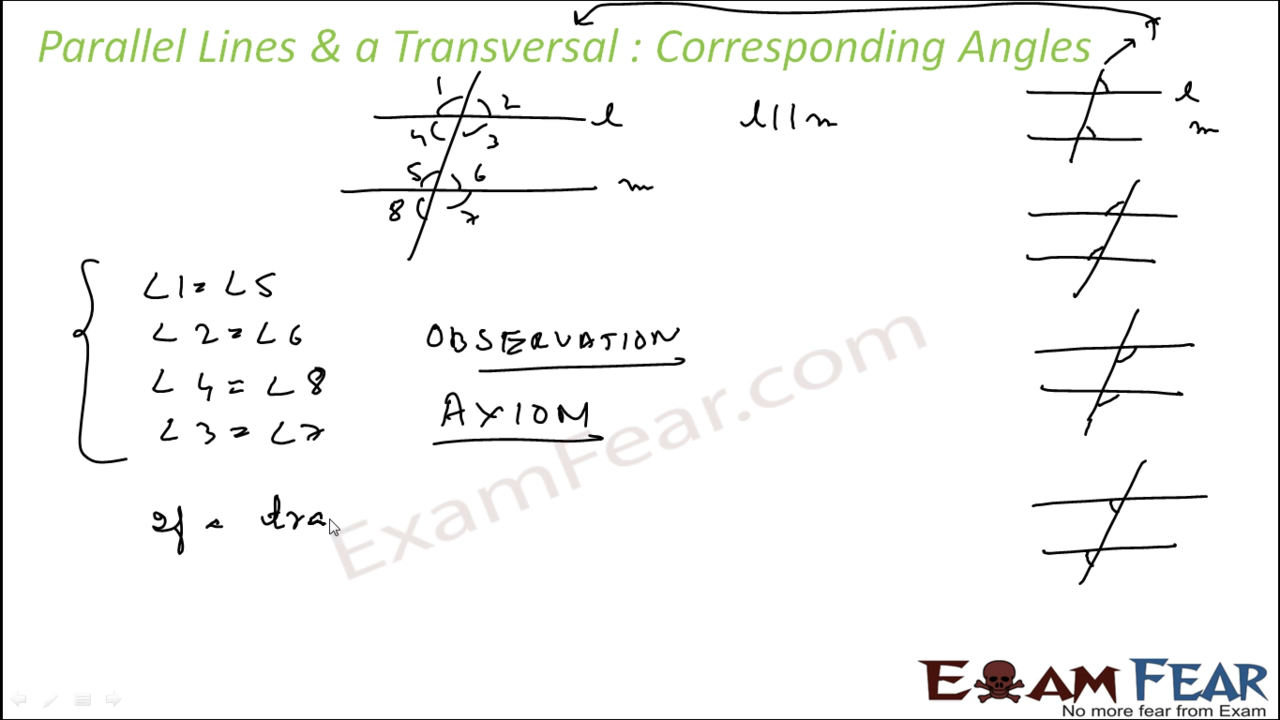 Parallel Lines & a Transversal : Corresponding Angles
1 2 l
4 3
5 6 m
8 7
l||m
l
m
∠1=∠5
∠2=∠6
∠4=∠8
∠3=∠7
OBSERVATION
AXIOM
If a tra
ExamFear.com
EXAM FEAR
No more fear from Exam